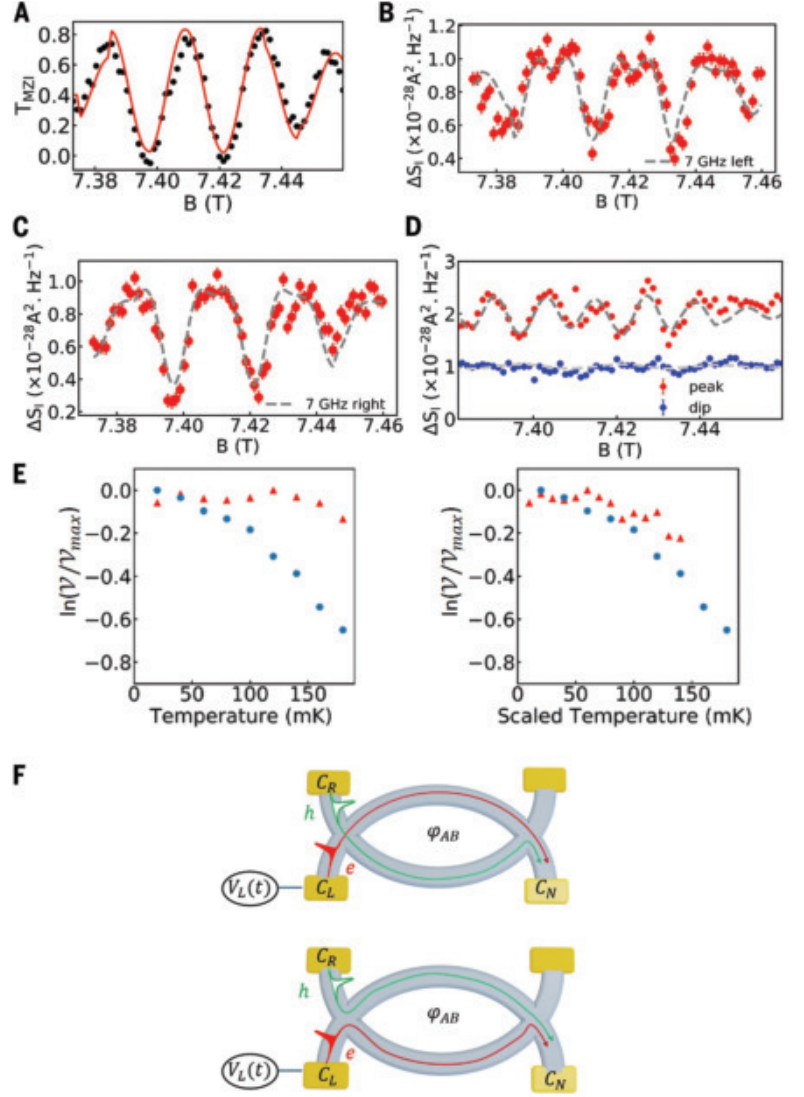 A
T_MZI
0.8
0.6
0.4
0.2
0.0
7.38
7.40
7.42
7.44
B (T)
B
ΔS_I (×10⁻²⁸A². Hz⁻¹)
1.2
1.0
0.8
0.6
0.4
7 GHz left
7.38
7.40
7.42
7.44
7.46
B (T)
C
ΔS_I (×10⁻²⁸A². Hz⁻¹)
1.0
0.8
0.6
0.4
0.2
7 GHz right
7.38
7.40
7.42
7.44
7.46
B (T)
D
ΔS_I (×10⁻²⁸A². Hz⁻¹)
3
2
1
0
peak
dip
7.40
7.42
7.44
B (T)
E
ln(𝒱/𝒱_max)
0.0
−0.2
−0.4
−0.6
−0.8
0
50
100
150
Temperature (mK)
ln(𝒱/𝒱_max)
0.0
−0.2
−0.4
−0.6
−0.8
0
50
100
150
Scaled Temperature (mK)
F
C_R
h
φ_AB
e
V_L(t)
C_L
C_N
C_R
h
φ_AB
e
V_L(t)
C_L
C_N